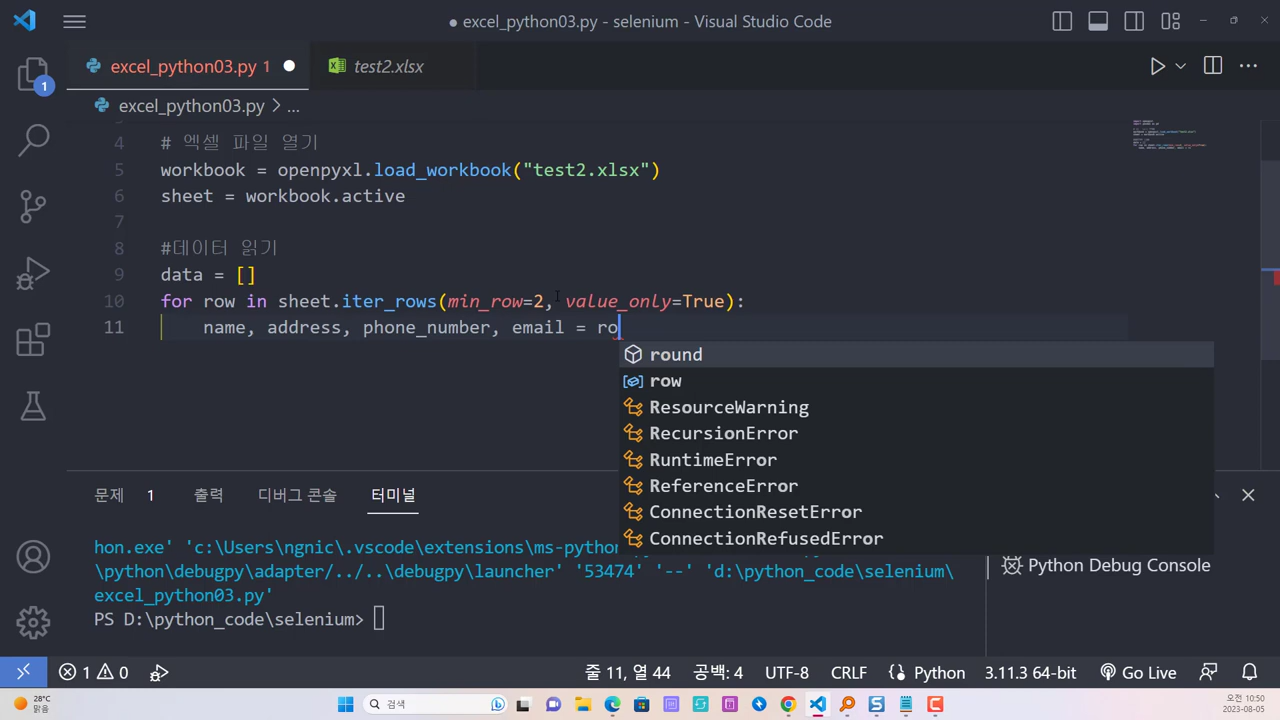 excel_python03.py - selenium - Visual Studio Code
excel_python03.py 1
test2.xlsx
excel_python03.py > ...
1
4 # 엑셀 파일 열기
5 workbook = openpyxl.load_workbook("test2.xlsx")
6 sheet = workbook.active
7
8 #데이터 읽기
9 data = []
10 for row in sheet.iter_rows(min_row=2, value_only=True):
11 name, address, phone_number, email = ro
round
row
ResourceWarning
RecursionError
RuntimeError
ReferenceError
ConnectionResetError
ConnectionRefusedError
문제 1 출력 디버그 콘솔 터미널
hon.exe' 'c:\Users\ngnic\.vscode\extensions\ms-python
\python\debugpy\adapter/../..\debugpy\launcher' '53474' '--' 'd:\python_code\selenium\
excel_python03.py'
PS D:\python_code\selenium>
Python Debug Console
1 0
줄 11, 열 44 공백: 4 UTF-8 CRLF Python 3.11.3 64-bit Go Live
28°C
맑음
검색
오전 10:50
2023-08-05